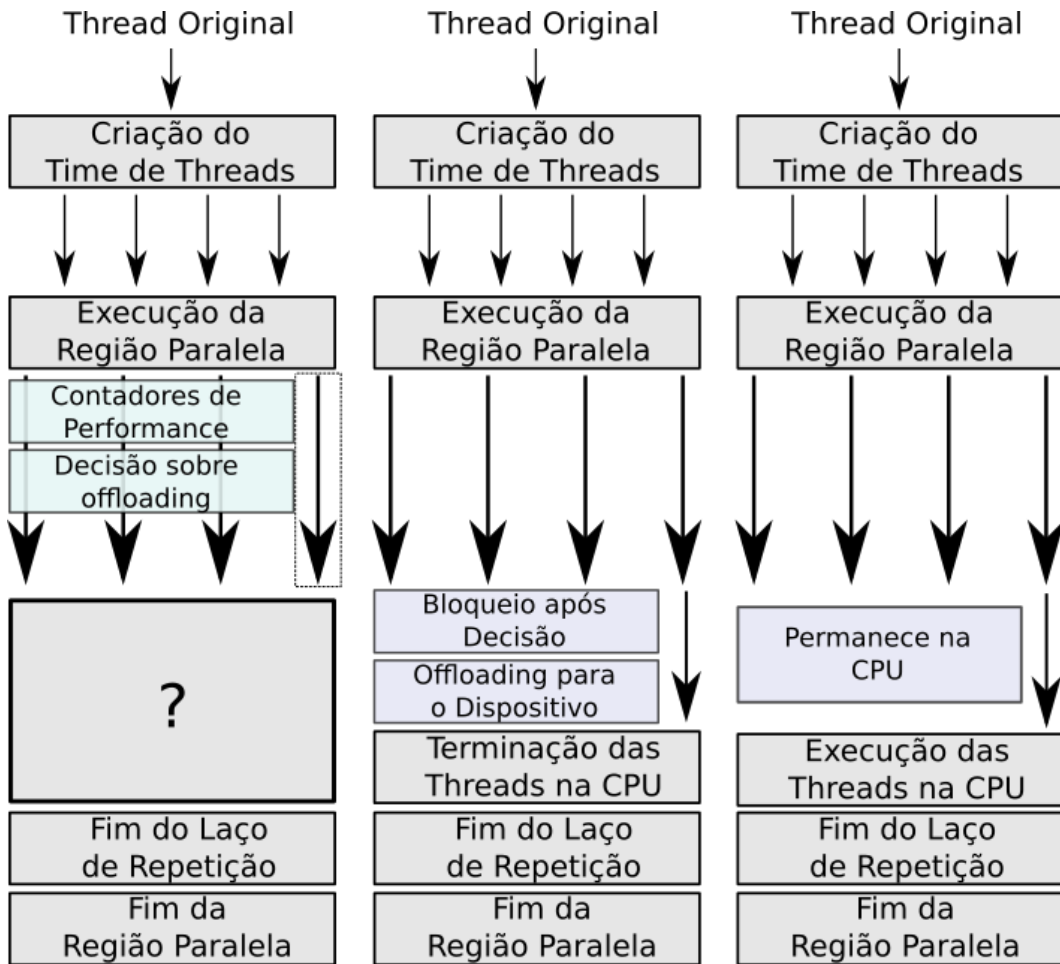 Thread Original
Criação do
Time de Threads
Execução da
Região Paralela
Contadores de
Performance
Decisão sobre
offloading
?
Fim do Laço
de Repetição
Fim da
Região Paralela
Thread Original
Criação do
Time de Threads
Execução da
Região Paralela
Bloqueio após
Decisão
Offloading para
o Dispositivo
Terminação das
Threads na CPU
Fim do Laço
de Repetição
Fim da
Região Paralela
Thread Original
Criação do
Time de Threads
Execução da
Região Paralela
Permanece na
CPU
Execução das
Threads na CPU
Fim do Laço
de Repetição
Fim da
Região Paralela